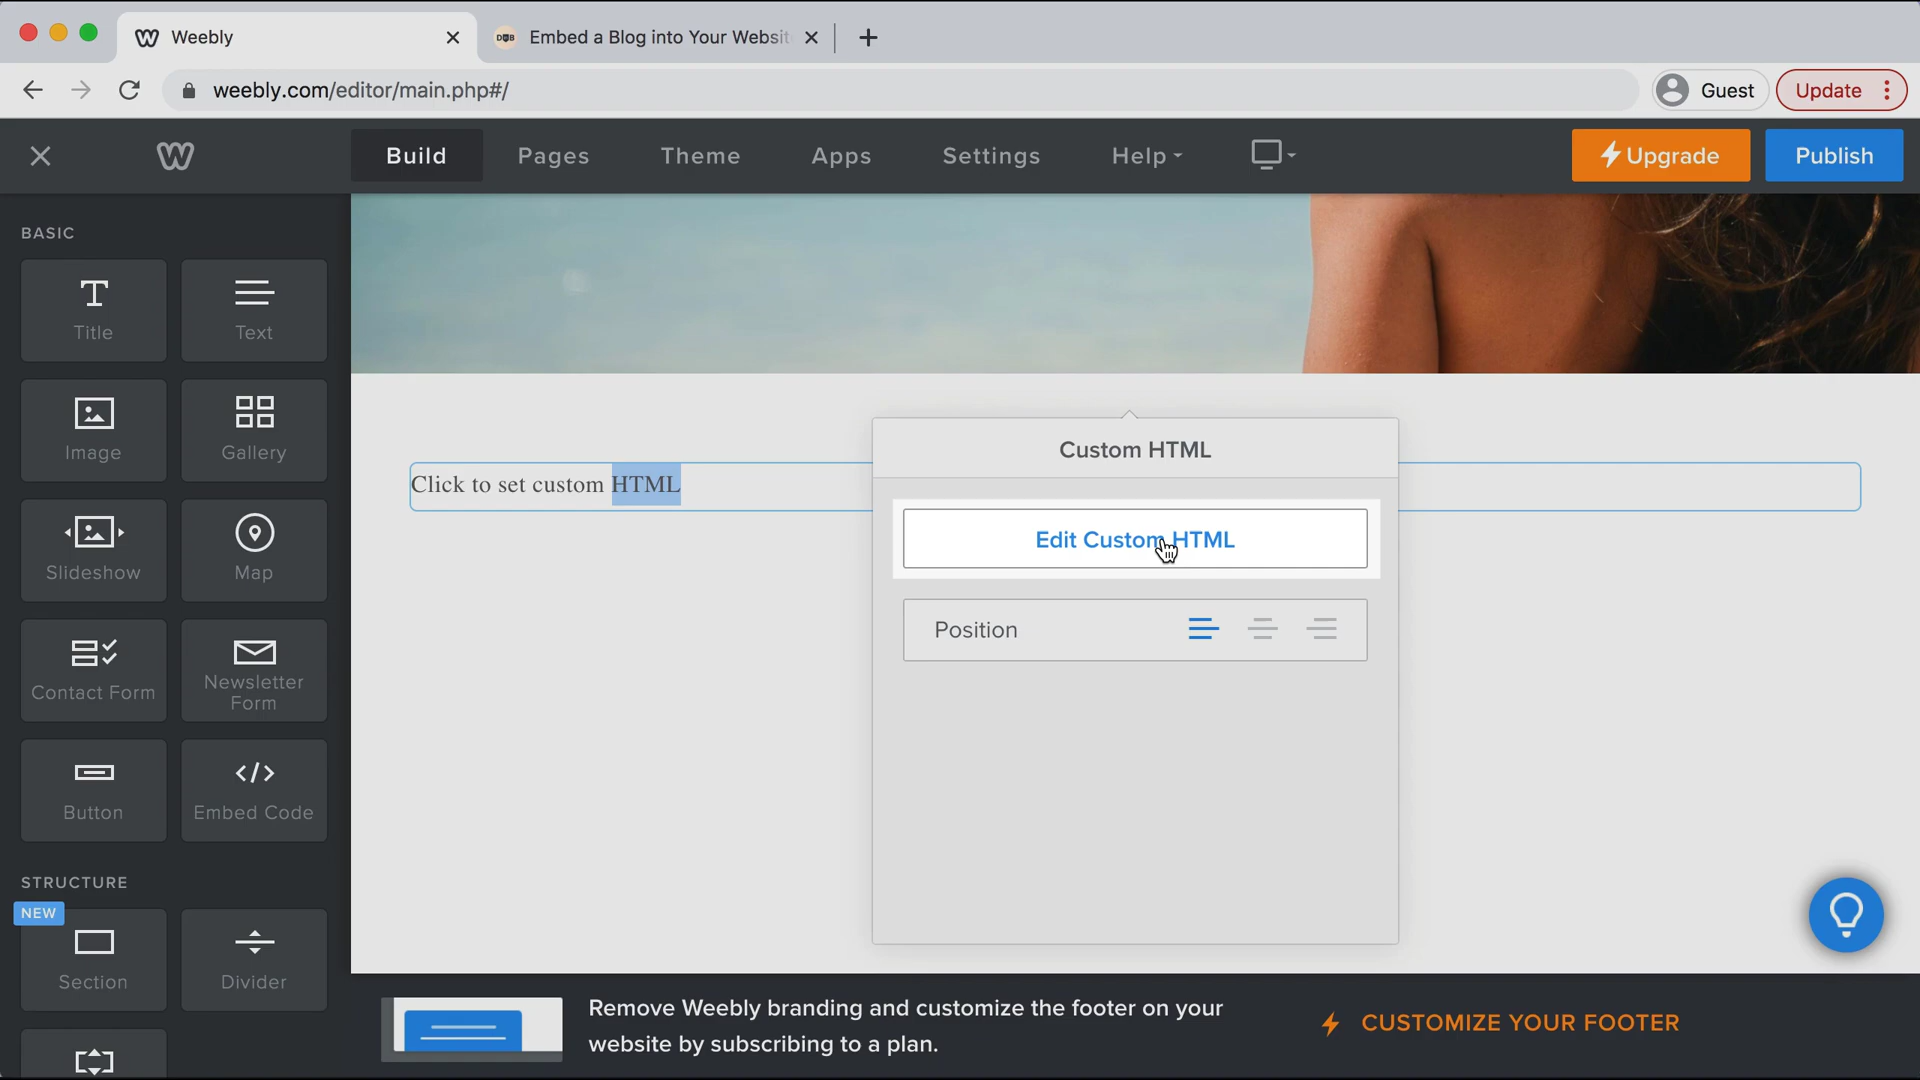 Weebly
DWB
Embed a Blog into Your Websit
weebly.com/editor/main.php#/
Guest
Update
Build
Pages
Theme
Apps
Settings
Help
Upgrade
Publish
BASIC
Title
Text
Image
Gallery
Slideshow
Map
Contact Form
Newsletter
Form
Button
Embed Code
STRUCTURE
NEW
Section
Divider
Click to set custom HTML
Custom HTML
Edit Custom HTML
Position
Remove Weebly branding and customize the footer on your
website by subscribing to a plan.
CUSTOMIZE YOUR FOOTER